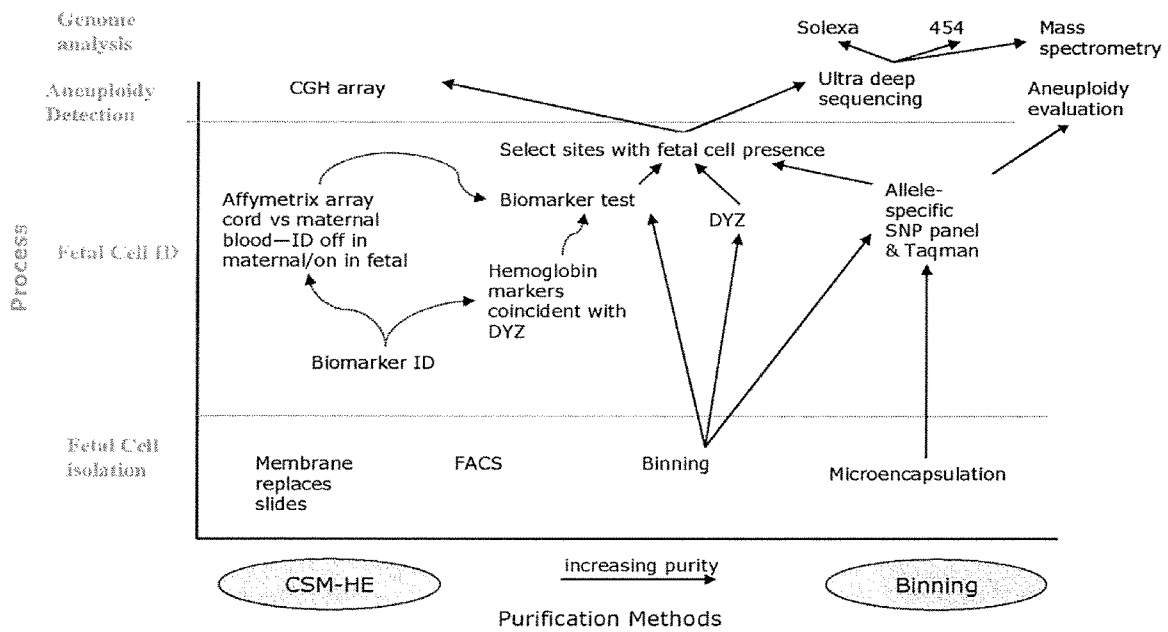 Genome
analysis
Solexa
454
Mass
spectrometry
Aneuploidy
Detection
CGH array
Ultra deep
sequencing
Aneuploidy
evaluation
Select sites with fetal cell presence
Process
Fetal Cell ID
Affymetrix array
cord vs maternal
blood—ID off in
maternal/on in fetal
Biomarker test
DYZ
Allele-
specific
SNP panel
& Taqman
Hemoglobin
markers
coincident with
DYZ
Biomarker ID
Fetal Cell
isolation
Membrane
replaces
slides
FACS
Binning
Microencapsulation
CSM-HE
increasing purity
Binning
Purification Methods